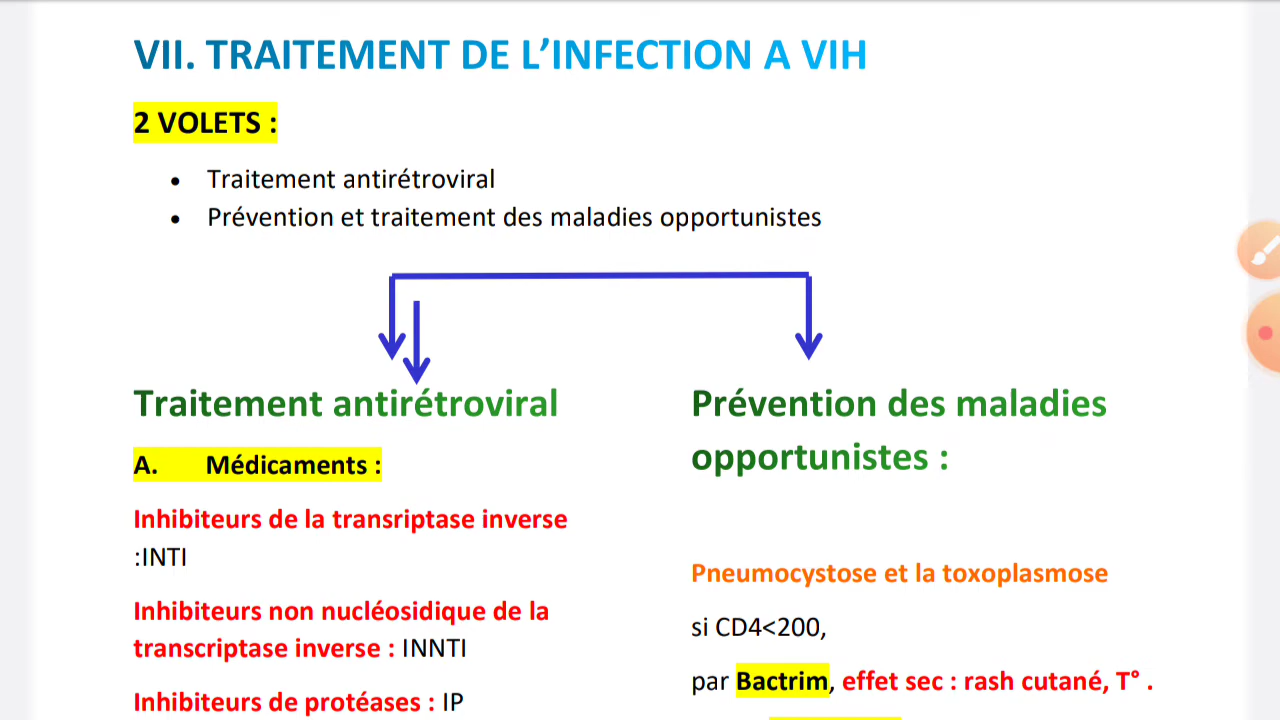 VII. TRAITEMENT DE L’INFECTION A VIH
2 VOLETS :
• Traitement antirétroviral
• Prévention et traitement des maladies opportunistes
Traitement antirétroviral
A. Médicaments :
Inhibiteurs de la transriptase inverse
:INTI
Inhibiteurs non nucléosidique de la
transcriptase inverse : INNTI
Inhibiteurs de protéases : IP
Prévention des maladies
opportunistes :
Pneumocystose et la toxoplasmose
si CD4<200,
par Bactrim, effet sec : rash cutané, T° .